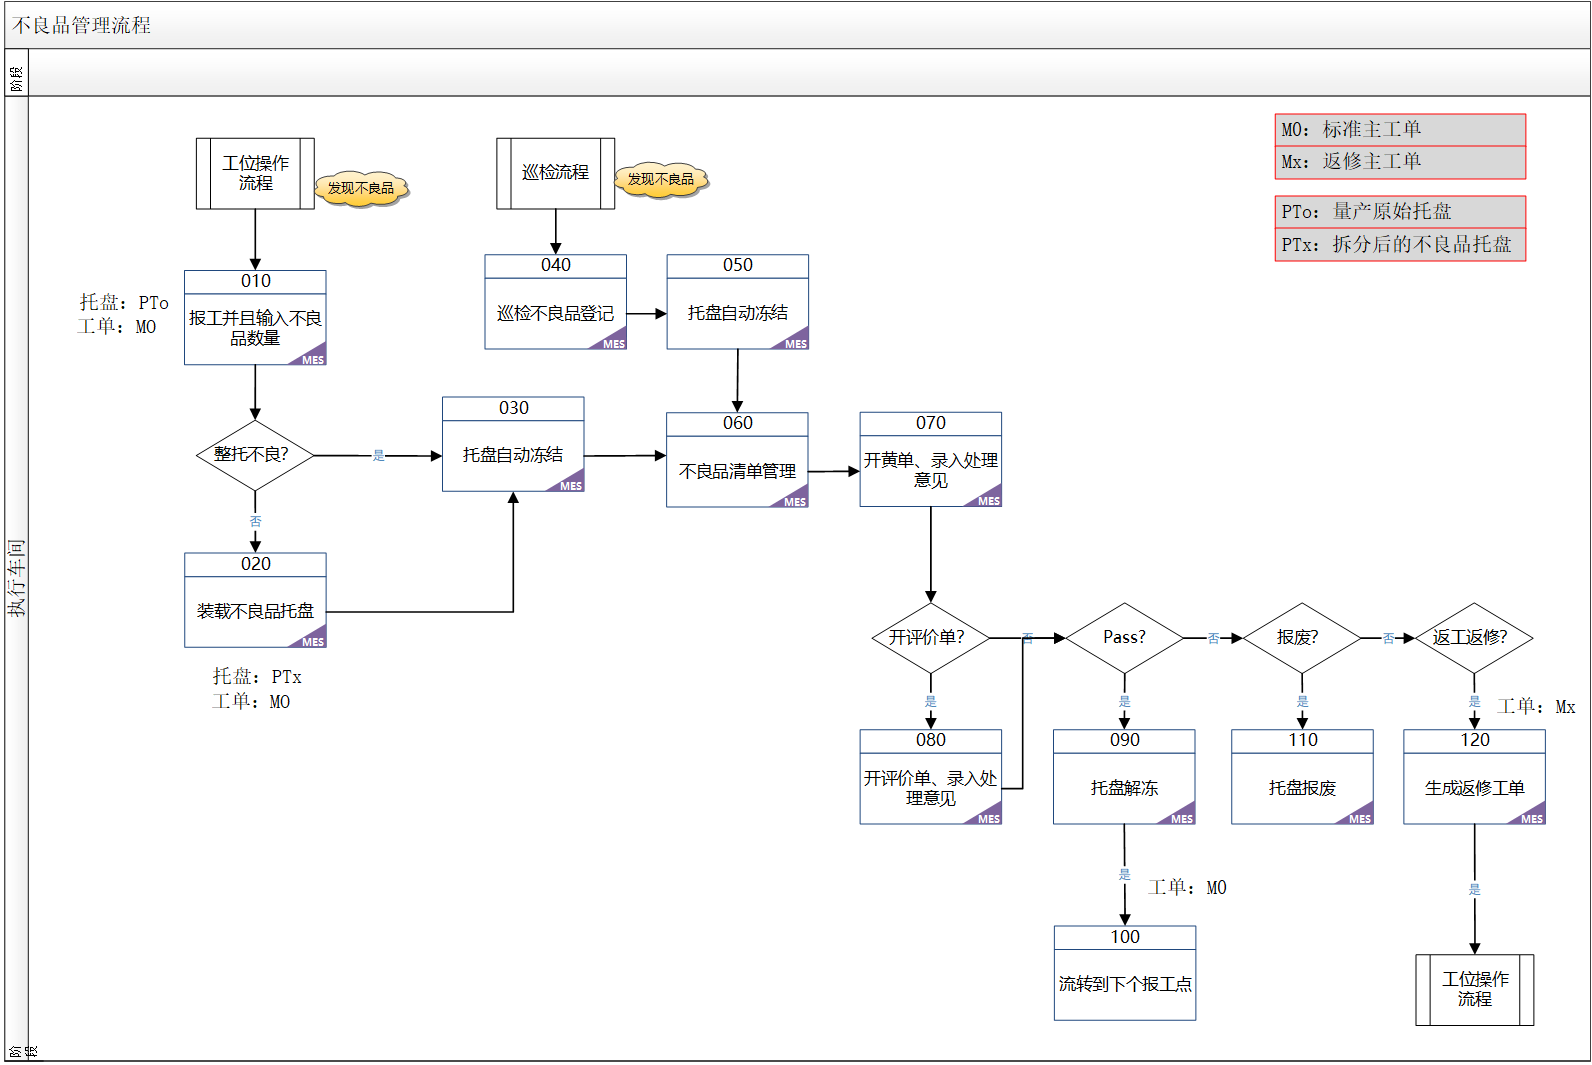 不良品管理流程
阶段
执行车间
阶段
工位操作
流程
发现不良品
巡检流程
发现不良品
MO：标准主工单
Mx：返修主工单
PTo：量产原始托盘
PTx：拆分后的不良品托盘
托盘：PTo
工单：MO
010
报工并且输入不良
品数量
MES
040
巡检不良品登记
MES
050
托盘自动冻结
MES
整托不良?
是
否
030
托盘自动冻结
MES
060
不良品清单管理
MES
070
开黄单、录入处理
意见
MES
020
装载不良品托盘
MES
托盘：PTx
工单：MO
开评价单?
否
Pass?
否
报废?
否
返工返修?
是
是
是
是
工单：Mx
080
开评价单、录入处
理意见
MES
090
托盘解冻
MES
110
托盘报废
MES
120
生成返修工单
MES
是
工单：MO
是
100
流转到下个报工点
工位操作
流程